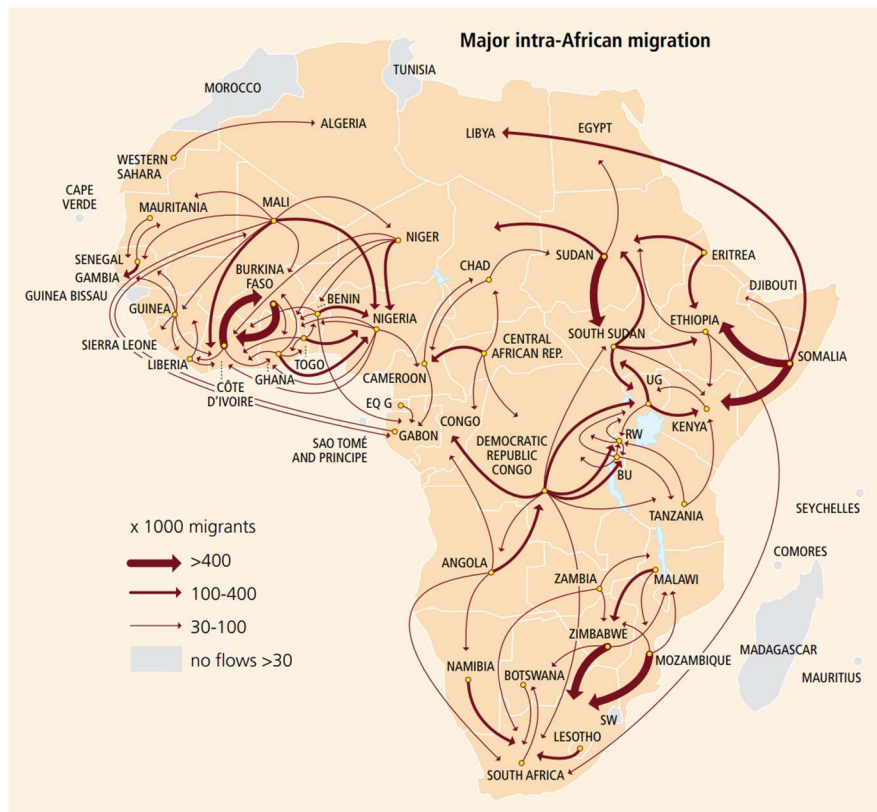 Major intra-African migration
TUNISIA
MOROCCO
ALGERIA
LIBYA
EGYPT
WESTERN
SAHARA
CAPE
VERDE
MAURITANIA
MALI
NIGER
SENEGAL
GAMBIA
GUINEA BISSAU
BURKINA
FASO
CHAD
SUDAN
ERITREA
DJIBOUTI
GUINEA
BENIN
NIGERIA
SOUTH SUDAN
ETHIOPIA
SIERRA LEONE
LIBERIA
CENTRAL
AFRICAN REP.
SOMALIA
CÔTE
D'IVOIRE
GHANA
TOGO
CAMEROON
UG
KENYA
EQ G
CONGO
GABON
SAO TOMÉ
AND PRINCIPE
DEMOCRATIC
REPUBLIC
CONGO
RW
BU
TANZANIA
SEYCHELLES
x 1000 migrants
>400
100-400
30-100
no flows >30
COMORES
ANGOLA
ZAMBIA
MALAWI
ZIMBABWE
MOZAMBIQUE
MADAGASCAR
MAURITIUS
NAMIBIA
BOTSWANA
SW
LESOTHO
SOUTH AFRICA